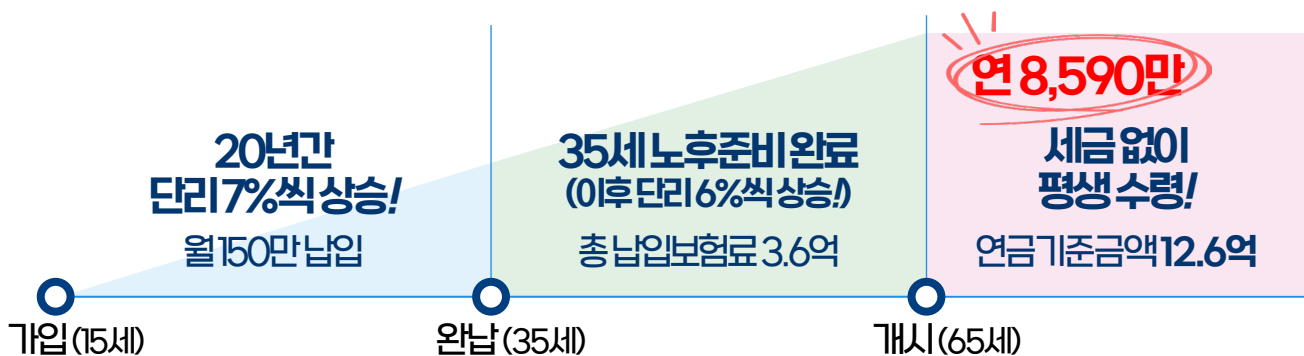 20년간
단리 7%씩 상승!
월 150만 납입
35세 노후준비 완료
(이후 단리 6%씩 상승!)
총 납입보험료 3.6억
연 8,590만
세금 없이
평생 수령!
연금기준금액 12.6억
가입 (15세)
완납 (35세)
개시 (65세)